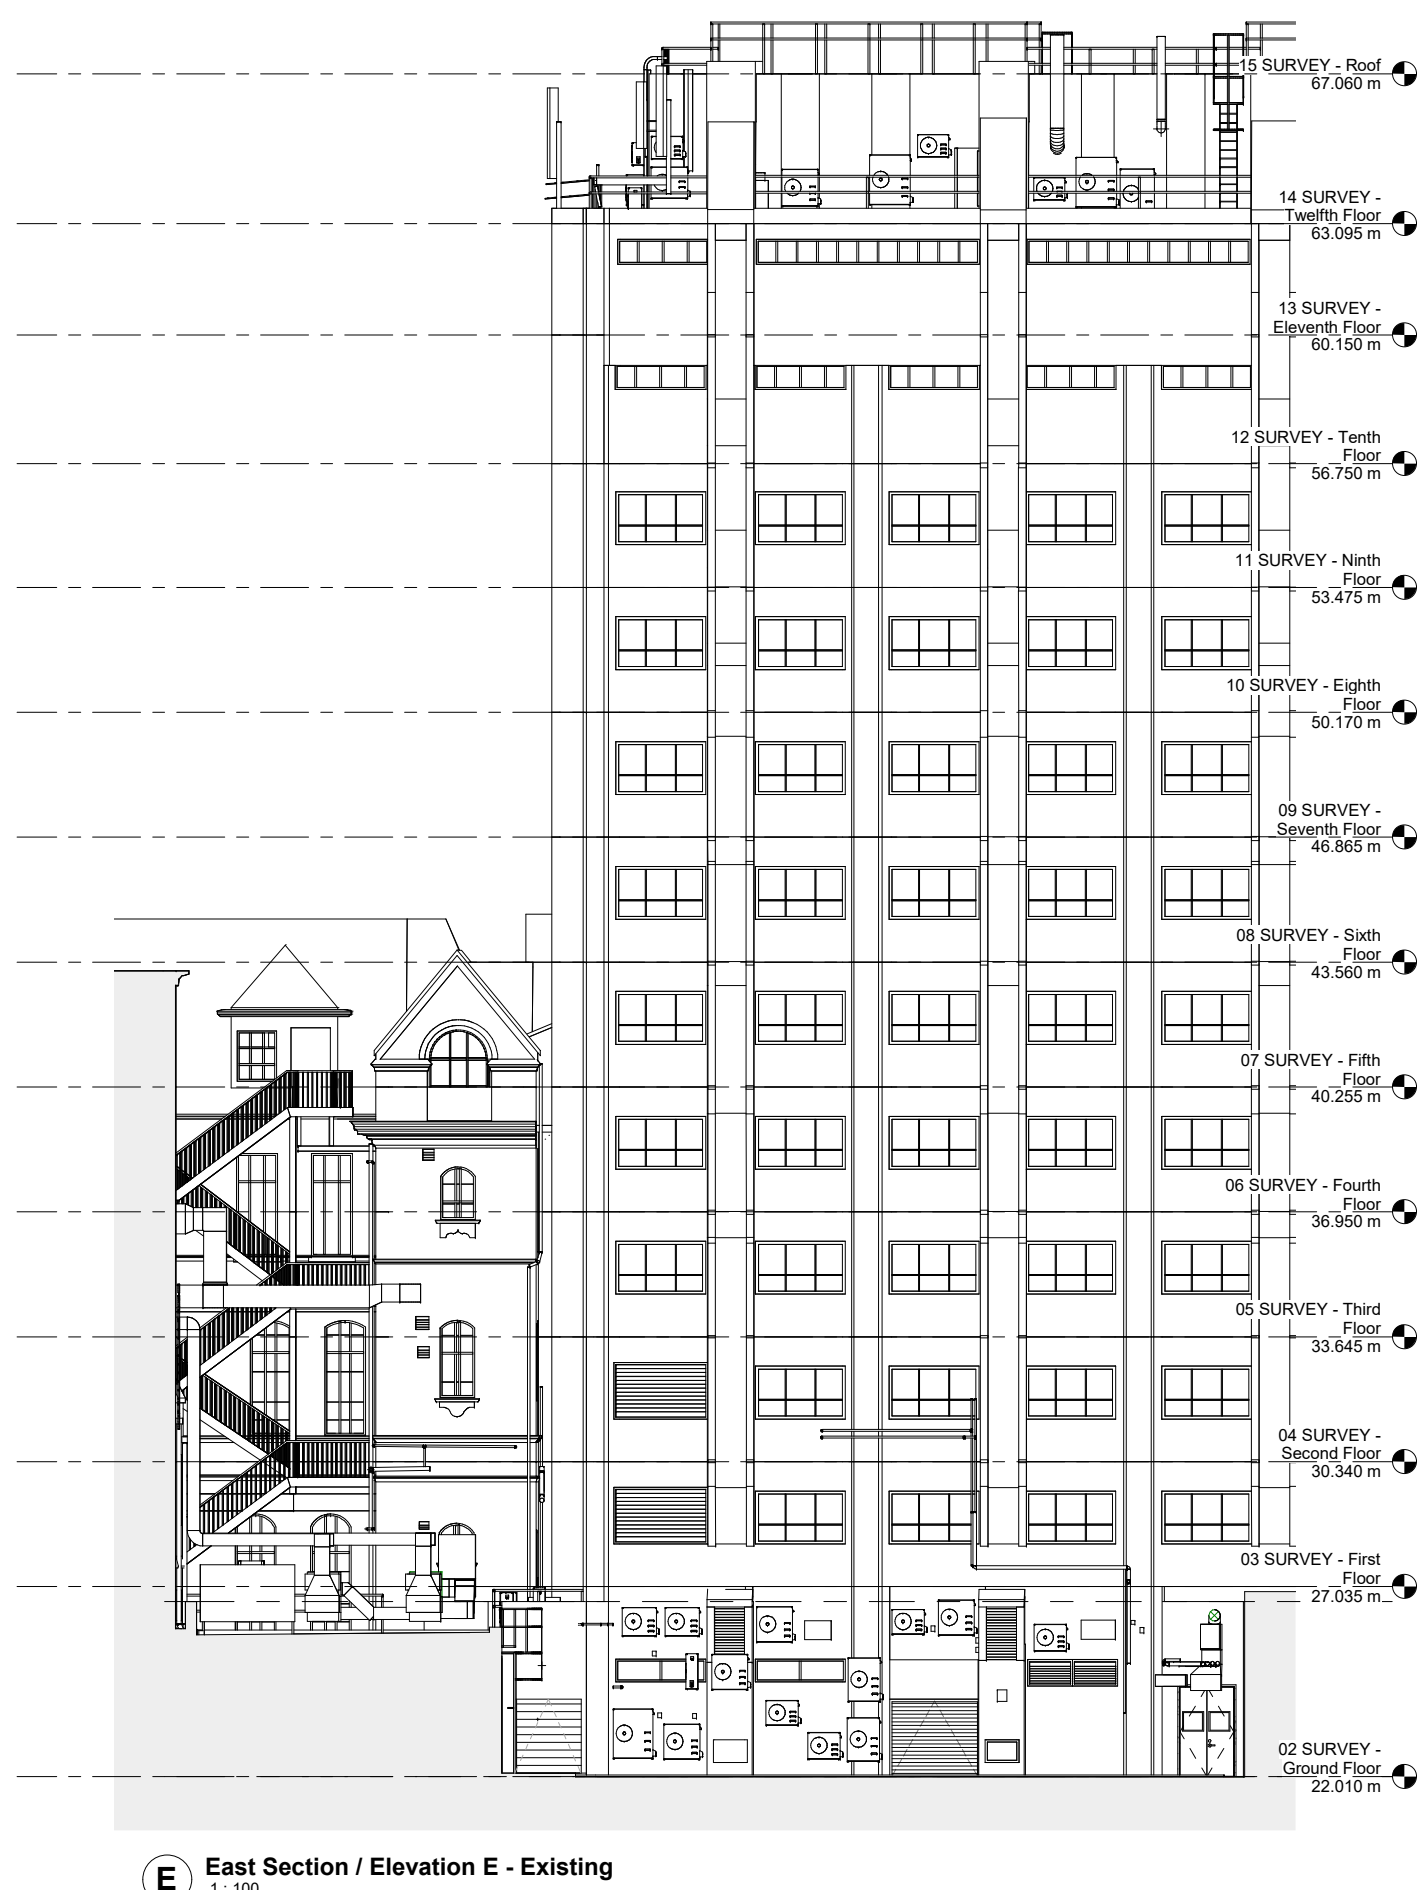 15 SURVEY - Roof
67.060 m
14 SURVEY -
Twelfth Floor
63.095 m
13 SURVEY -
Eleventh Floor
60.150 m
12 SURVEY - Tenth
Floor
56.750 m
11 SURVEY - Ninth
Floor
53.475 m
10 SURVEY - Eighth
Floor
50.170 m
09 SURVEY -
Seventh Floor
46.865 m
08 SURVEY - Sixth
Floor
43.560 m
07 SURVEY - Fifth
Floor
40.255 m
06 SURVEY - Fourth
Floor
36.950 m
05 SURVEY - Third
Floor
33.645 m
04 SURVEY -
Second Floor
30.340 m
03 SURVEY - First
Floor
27.035 m
02 SURVEY -
Ground Floor
22.010 m
E
East Section / Elevation E - Existing
1 : 100